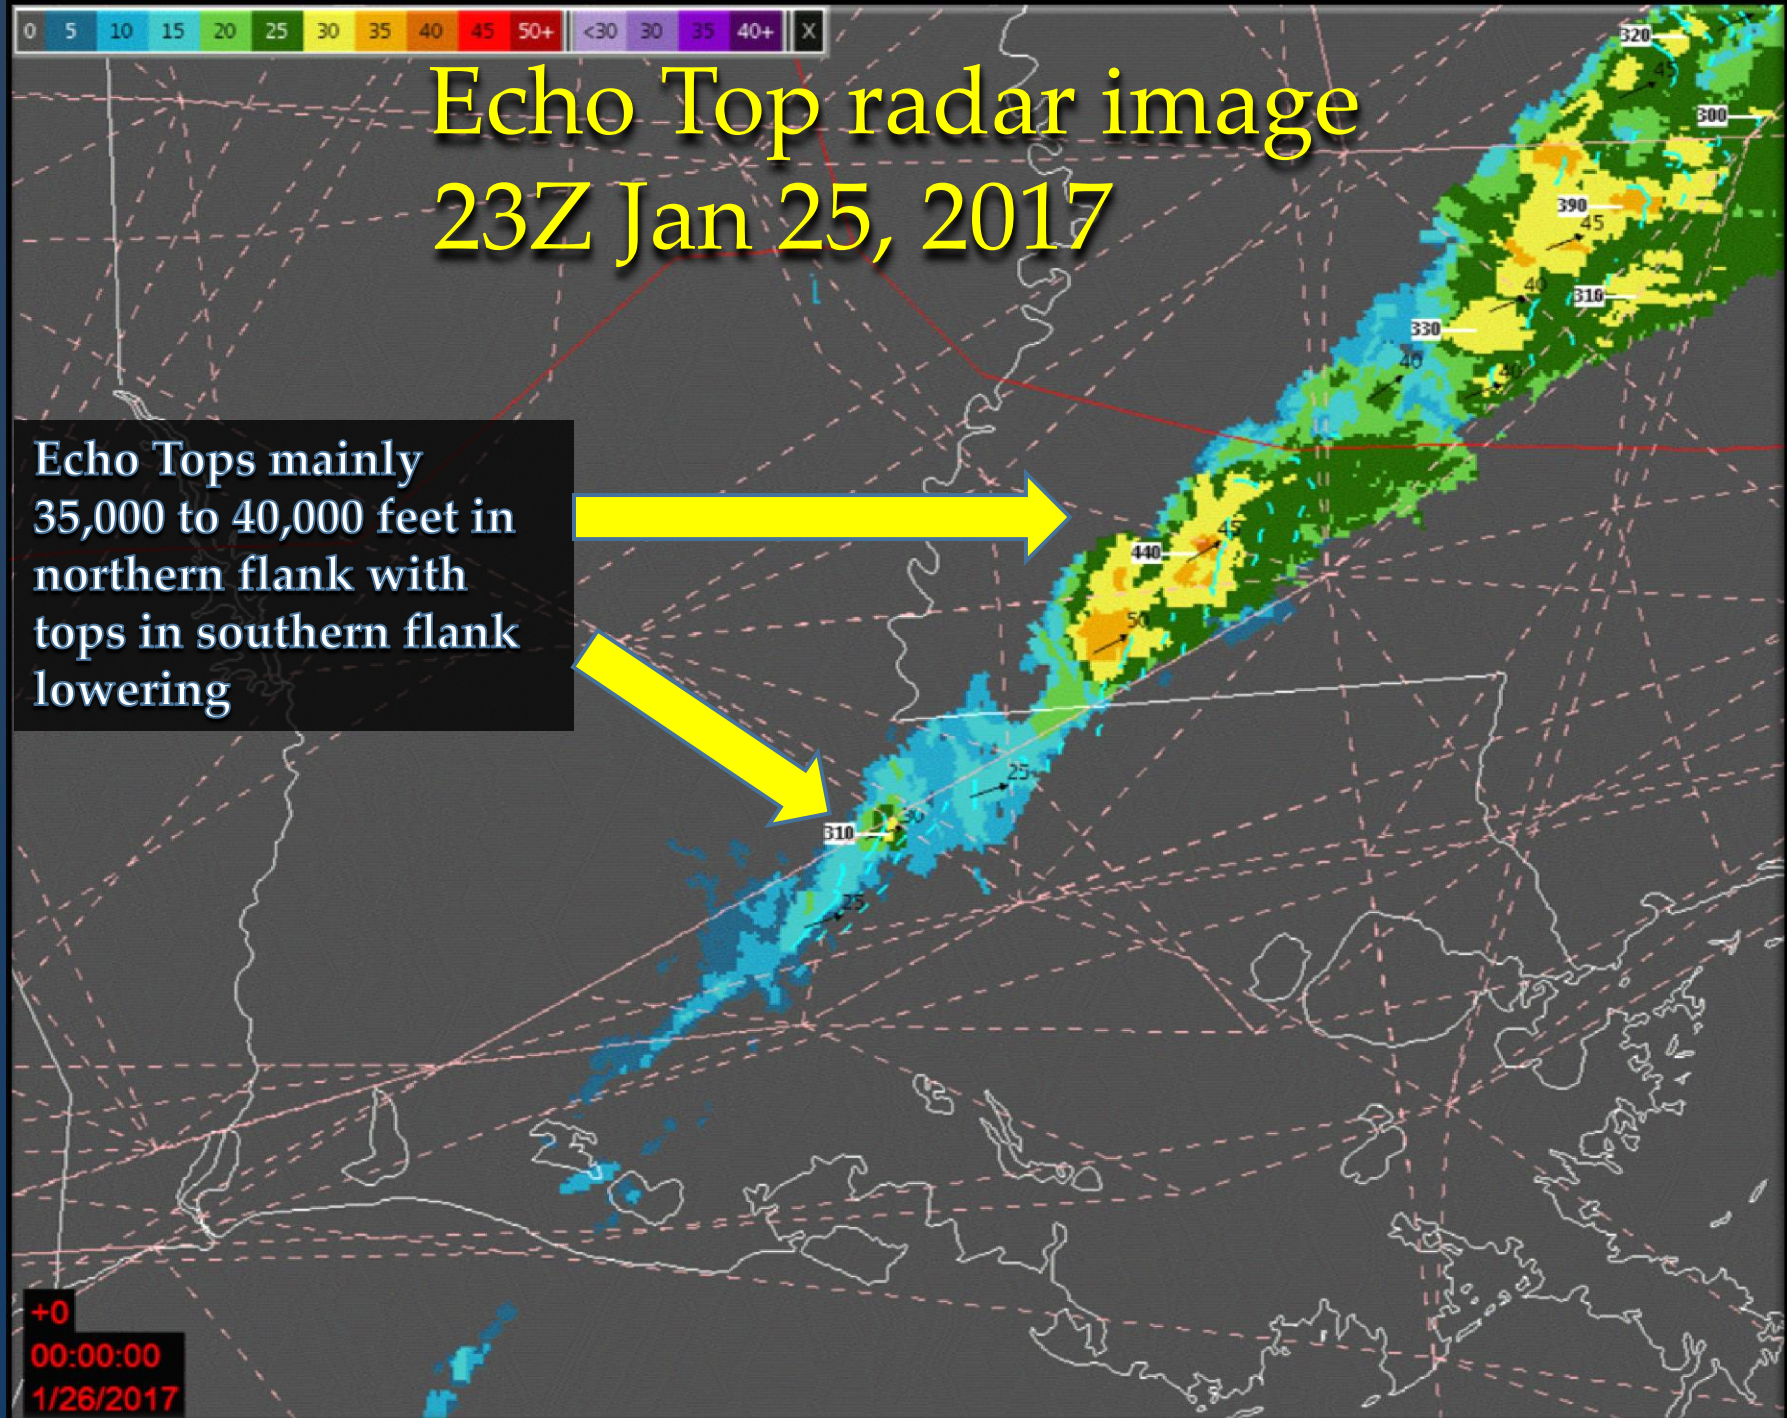 0 5 10 15 20 25 30 35 40 45 50+ <30 30 35 40+ X
Echo Top radar image
23Z Jan 25, 2017
320
45
300
390
45
40
310
330
40
40
Echo Tops mainly
35,000 to 40,000 feet in
northern flank with
tops in southern flank
lowering
45
440
50
25
30
310
25
+0
00:00:00
1/26/2017